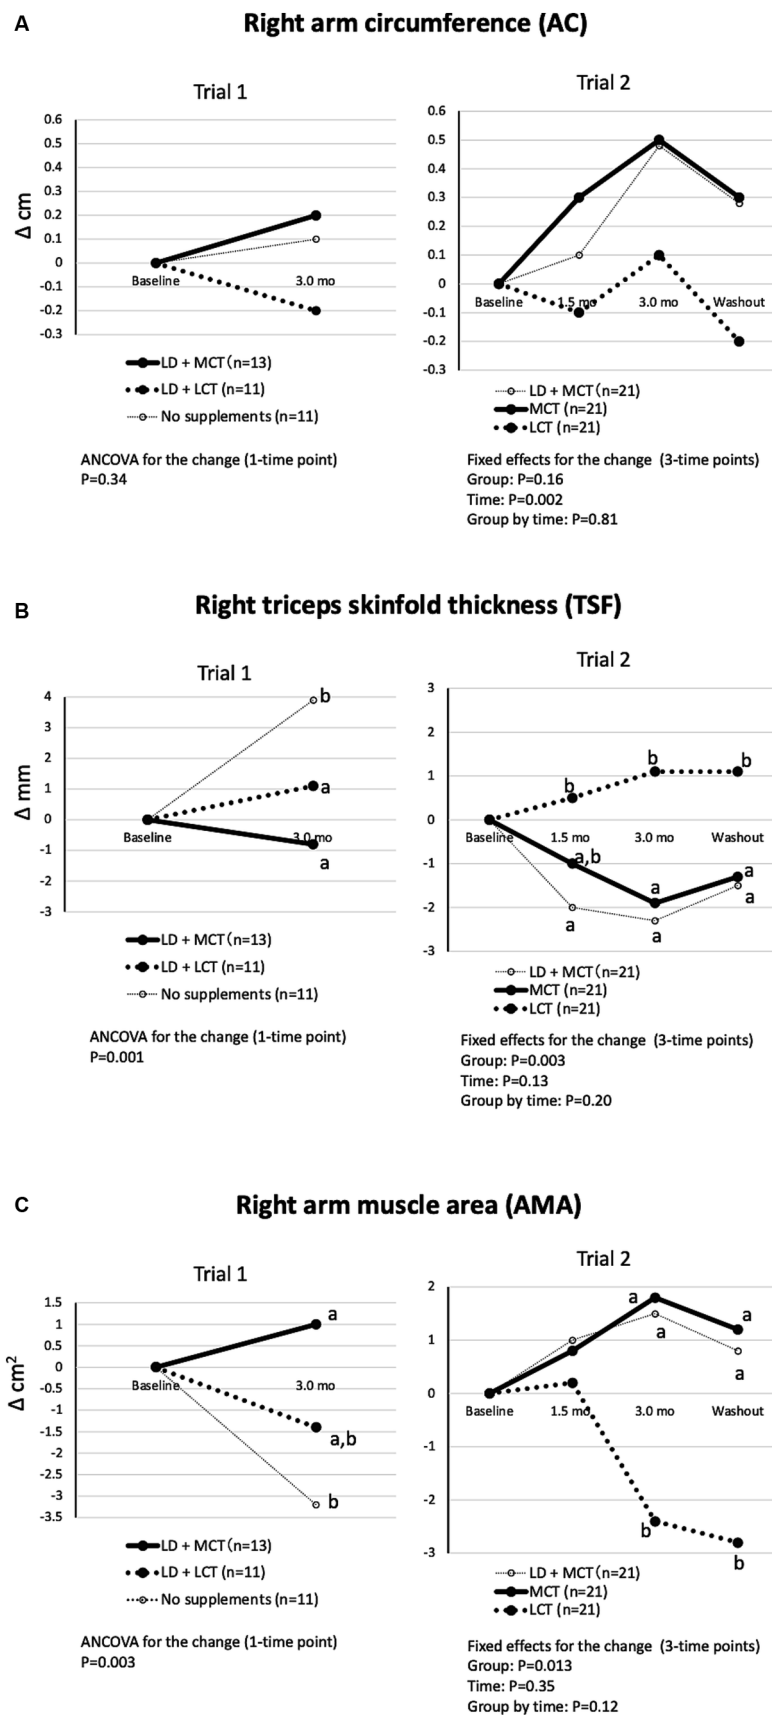 A
Right arm circumference (AC)
Trial 1
0.6
0.5
0.4
0.3
0.2
0.1
0
-0.1
-0.2
-0.3
Δ cm
Baseline
3.0 mo
LD + MCT (n=13)
LD + LCT (n=11)
No supplements (n=11)
ANCOVA for the change (1-time point)
P=0.34
Trial 2
0.6
0.5
0.4
0.3
0.2
0.1
0
-0.1
-0.2
-0.3
Baseline
1.5 mo
3.0 mo
Washout
LD + MCT (n=21)
MCT (n=21)
LCT (n=21)
Fixed effects for the change (3-time points)
Group: P=0.16
Time: P=0.002
Group by time: P=0.81
B
Right triceps skinfold thickness (TSF)
Trial 1
4
3
2
1
0
-1
-2
-3
Δ mm
Baseline
3.0 mo
b
a
a
LD + MCT (n=13)
LD + LCT (n=11)
No supplements (n=11)
ANCOVA for the change (1-time point)
P=0.001
Trial 2
3
2
1
0
-1
-2
-3
Baseline
1.5 mo
3.0 mo
Washout
b
b
b
a,b
a
a
a
a
a
LD + MCT (n=21)
MCT (n=21)
LCT (n=21)
Fixed effects for the change (3-time points)
Group: P=0.003
Time: P=0.13
Group by time: P=0.20
C
Right arm muscle area (AMA)
Trial 1
1.5
1
0.5
0
-0.5
-1
-1.5
-2
-2.5
-3
-3.5
Δ cm²
Baseline
3.0 mo
a
a,b
b
LD + MCT (n=13)
LD + LCT (n=11)
No supplements (n=11)
ANCOVA for the change (1-time point)
P=0.003
Trial 2
2
1
0
-1
-2
-3
Baseline
1.5 mo
3.0 mo
Washout
a
a
a
a
b
b
LD + MCT (n=21)
MCT (n=21)
LCT (n=21)
Fixed effects for the change (3-time points)
Group: P=0.013
Time: P=0.35
Group by time: P=0.12